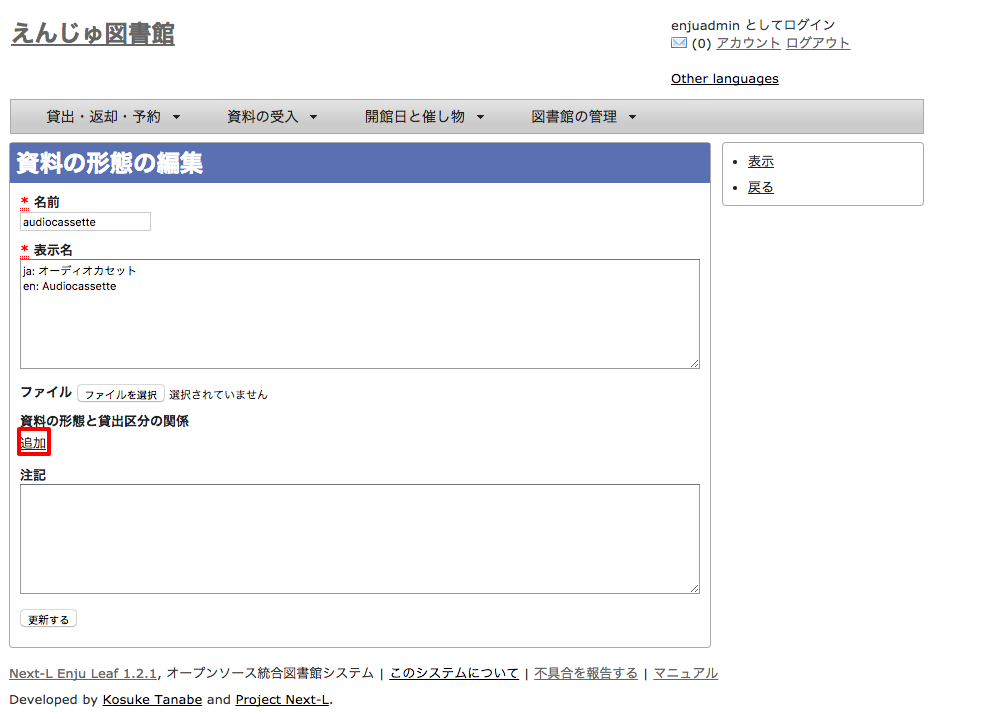 えんじゅ図書館
enjuadmin としてログイン
(0) アカウント ログアウト
Other languages
貸出・返却・予約 ▼ 資料の受入 ▼ 開館日と催し物 ▼ 図書館の管理 ▼
資料の形態の編集
* 名前
audiocassette
* 表示名
ja: オーディオカセット
en: Audiocassette
ファイル ファイルを選択 選択されていません
資料の形態と貸出区分の関係
追加
注記
更新する
• 表示
• 戻る
Next-L Enju Leaf 1.2.1, オープンソース統合図書館システム | このシステムについて | 不具合を報告する | マニュアル
Developed by Kosuke Tanabe and Project Next-L.